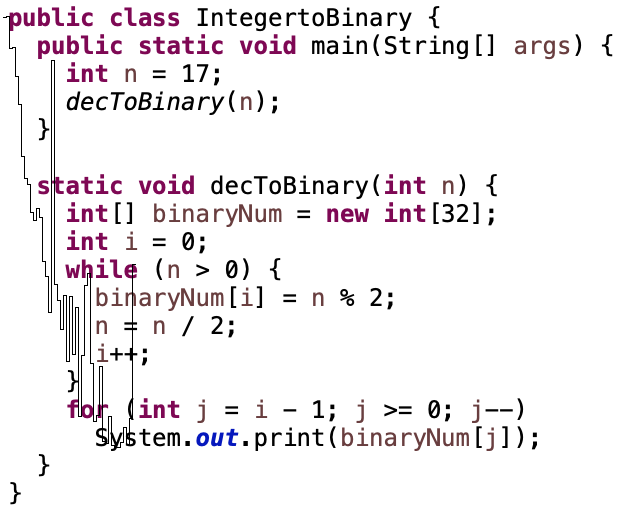 public class IntegertoBinary {
  public static void main(String[] args) {
    int n = 17;
    decToBinary(n);
  }

  static void decToBinary(int n) {
    int[] binaryNum = new int[32];
    int i = 0;
    while (n > 0) {
      binaryNum[i] = n % 2;
      n = n / 2;
      i++;
    }
    for (int j = i - 1; j >= 0; j--)
      System.out.print(binaryNum[j]);
  }
}